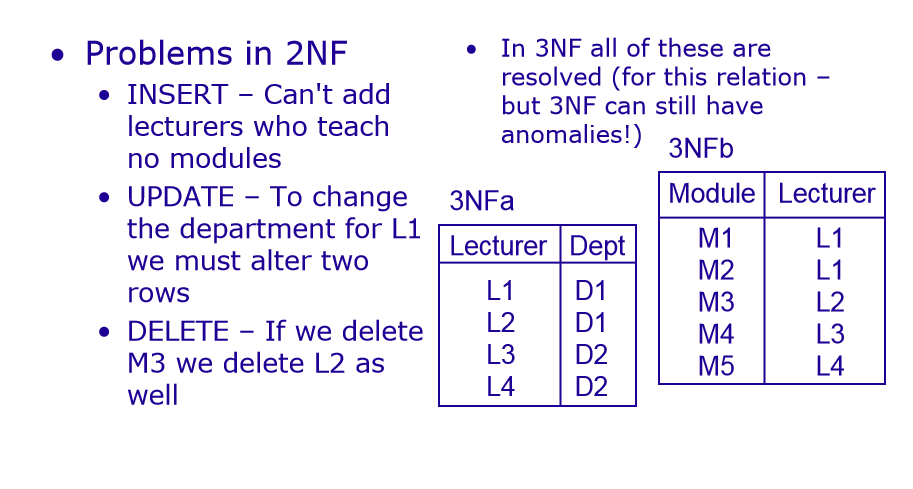 • Problems in 2NF
• INSERT – Can't add
lecturers who teach
no modules
• UPDATE – To change
the department for L1
we must alter two
rows
• DELETE – If we delete
M3 we delete L2 as
well
• In 3NF all of these are
resolved (for this relation –
but 3NF can still have
anomalies!)
3NFa
Lecturer Dept
L1 D1
L2 D1
L3 D2
L4 D2
3NFb
Module Lecturer
M1 L1
M2 L1
M3 L2
M4 L3
M5 L4